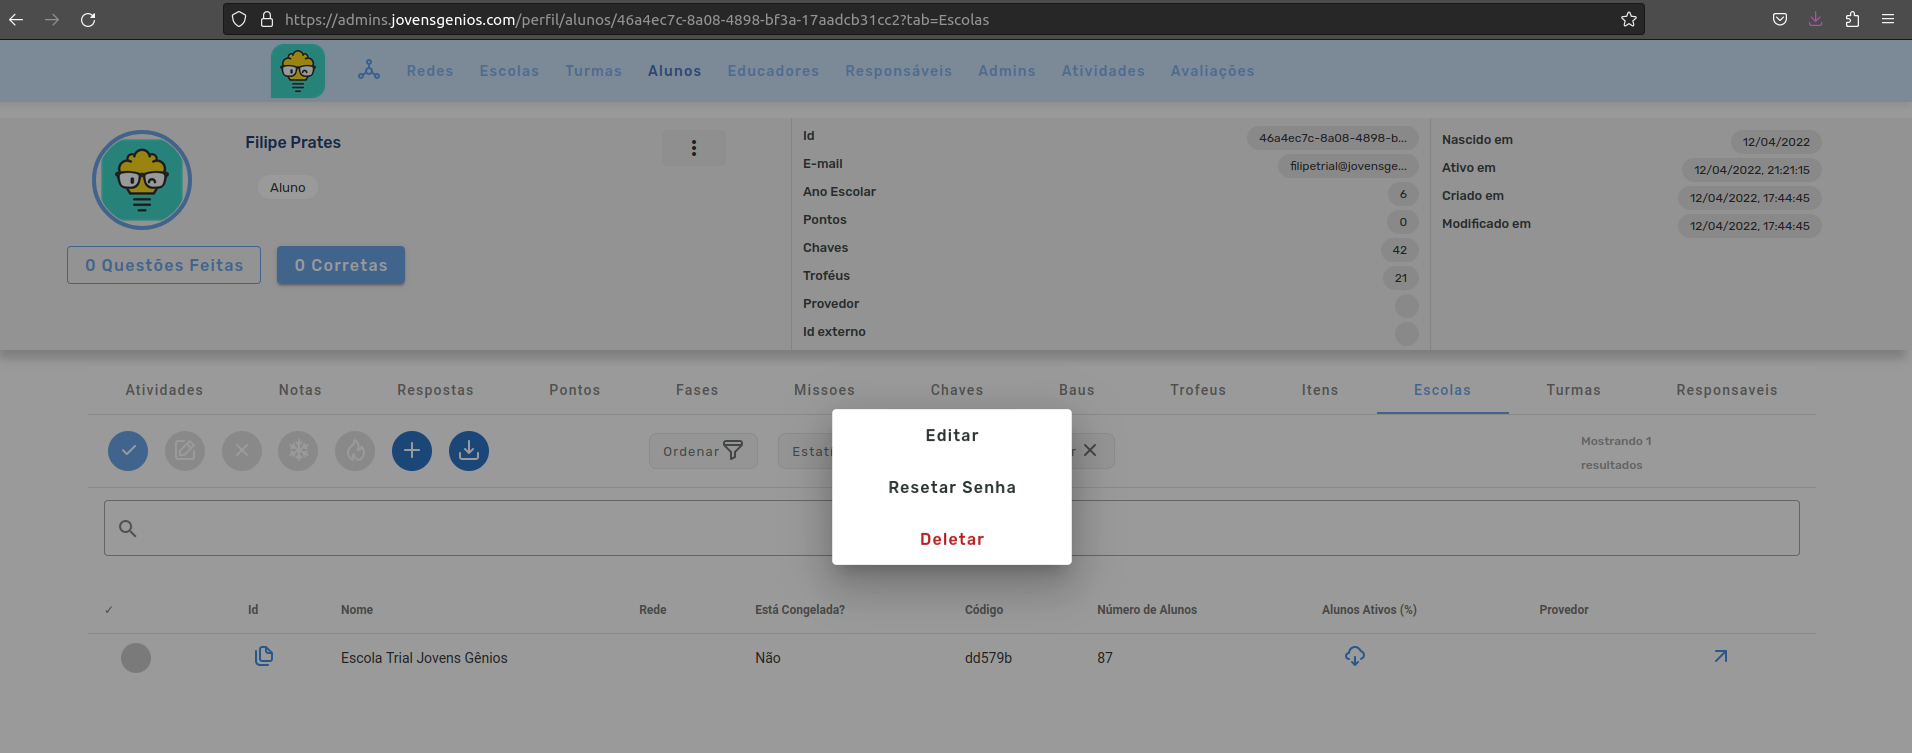 https://admins.jovensgenios.com/perfil/alunos/46a4ec7c-8a08-4898-bf3a-17aadcb31cc2?tab=Escolas
Redes Escolas Turmas Alunos Educadores Responsáveis Admins Atividades Avaliações
Filipe Prates
Aluno
0 Questões Feitas 0 Corretas
Id 46a4ec7c-8a08-4898-b...
E-mail filipetrial@jovensge...
Ano Escolar 6
Pontos 0
Chaves 42
Troféus 21
Provedor
Id externo
Nascido em 12/04/2022
Ativo em 12/04/2022, 21:21:15
Criado em 12/04/2022, 17:44:45
Modificado em 12/04/2022, 17:44:45
Atividades Notas Respostas Pontos Fases Missoes Chaves Baus Trofeus Itens Escolas Turmas Responsaveis
Ordenar
Mostrando 1
resultados
Editar
Resetar Senha
Deletar
✓ Id Nome Rede Está Congelada? Código Número de Alunos Alunos Ativos (%) Provedor
Escola Trial Jovens Gênios Não dd579b 87